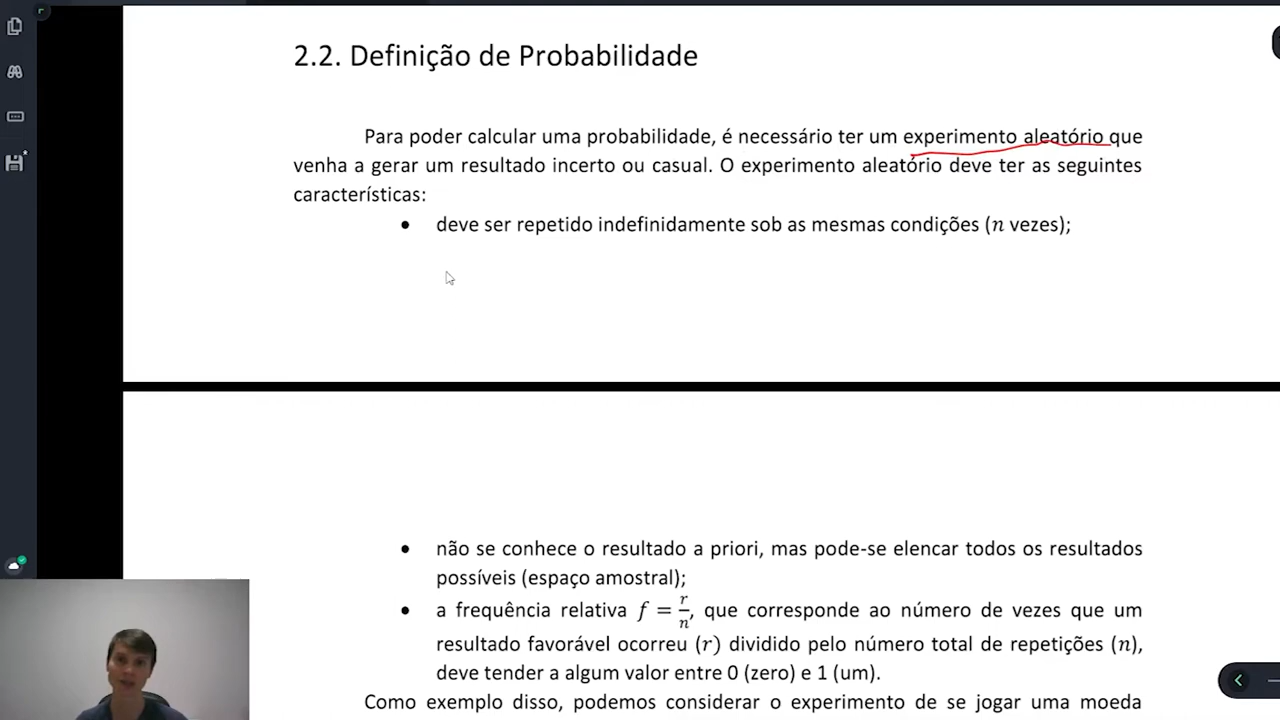 2.2. Definição de Probabilidade
Para poder calcular uma probabilidade, é necessário ter um experimento aleatório que
venha a gerar um resultado incerto ou casual. O experimento aleatório deve ter as seguintes
características:
• deve ser repetido indefinidamente sob as mesmas condições (n vezes);
• não se conhece o resultado a priori, mas pode-se elencar todos os resultados
possíveis (espaço amostral);
• a frequência relativa f = r/n, que corresponde ao número de vezes que um
resultado favorável ocorreu (r) dividido pelo número total de repetições (n),
deve tender a algum valor entre 0 (zero) e 1 (um).
Como exemplo disso, podemos considerar o experimento de se jogar uma moeda